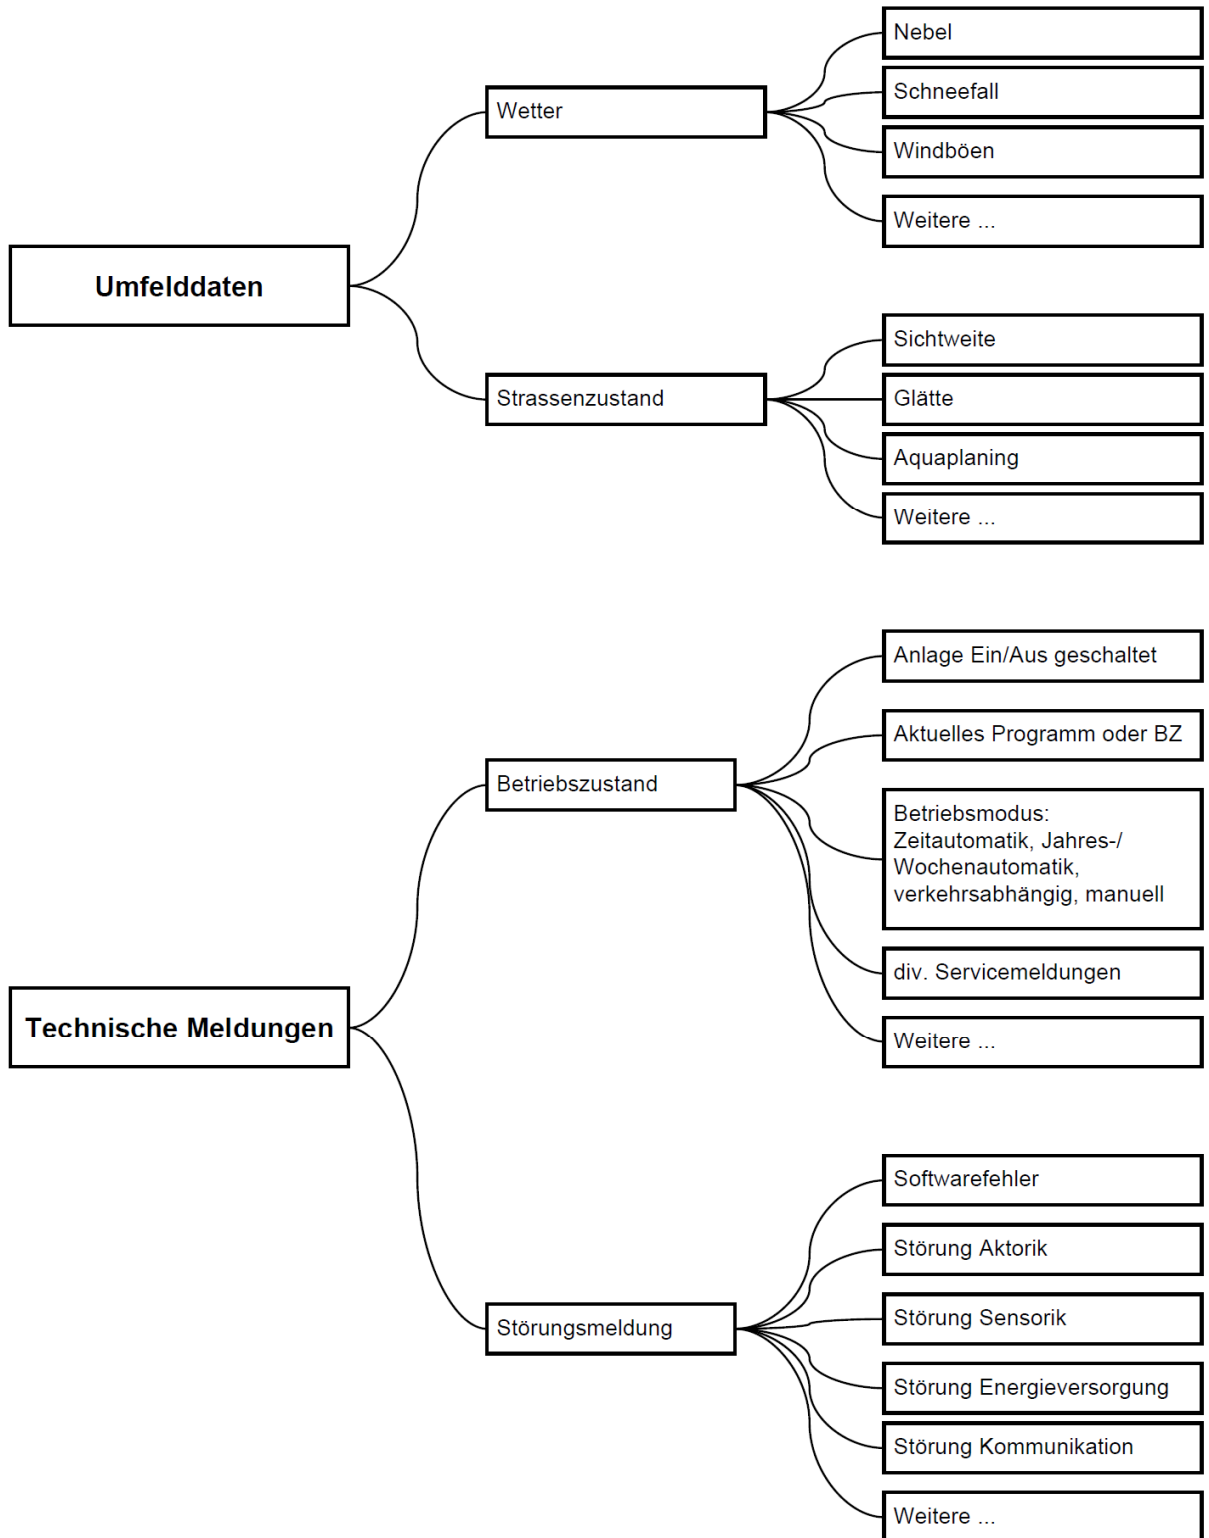 Umfelddaten
Wetter
Nebel
Schneefall
Windböen
Weitere ...
Strassenzustand
Sichtweite
Glätte
Aquaplaning
Weitere ...
Technische Meldungen
Betriebszustand
Anlage Ein/Aus geschaltet
Aktuelles Programm oder BZ
Betriebsmodus:
Zeitautomatik, Jahres-/
Wochenautomatik,
verkehrsabhängig, manuell
div. Servicemeldungen
Weitere ...
Störungsmeldung
Softwarefehler
Störung Aktorik
Störung Sensorik
Störung Energieversorgung
Störung Kommunikation
Weitere ...